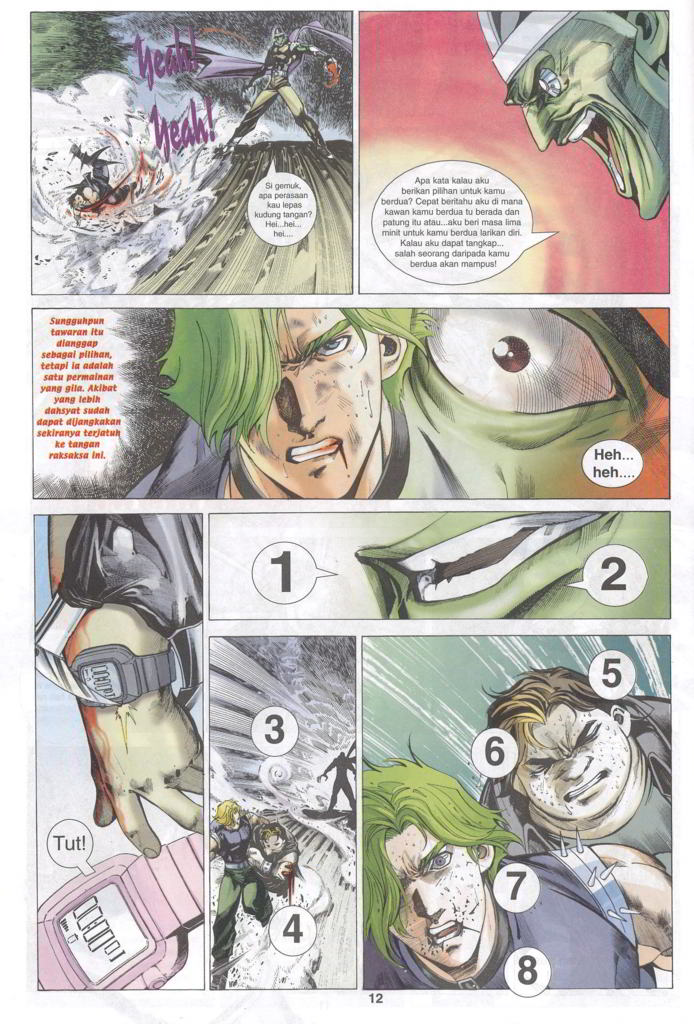 Yeah!
Yeah!
Si gemuk,
apa perasaan
kau lepas
kudung tangan?
Hei...hei...
hei....
Apa kata kalau aku
berikan pilihan untuk kamu
berdua? Cepat beritahu aku di mana
kawan kamu berdua tu berada dan
patung itu atau...aku beri masa lima
minit untuk kamu berdua larikan diri.
Kalau aku dapat tangkap...
salah seorang daripada kamu
berdua akan mampus!
Sungguhpun
tawaran itu
dianggap
sebagai pilihan,
tetapi ia adalah
satu permainan
yang gila. Akibat
yang lebih
dahsyat sudah
dapat dijangkakan
sekiranya terjatuh
ke tangan
raksaksa ini.
Heh...
heh....
Tut!
1
2
3
4
5
6
7
8
12